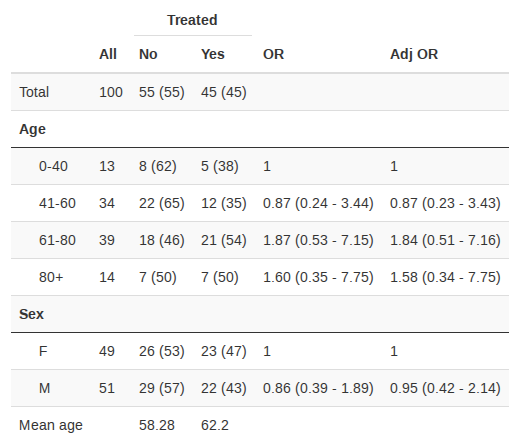 Treated
All No Yes OR Adj OR
Total 100 55 (55) 45 (45)
Age
0-40 13 8 (62) 5 (38) 1 1
41-60 34 22 (65) 12 (35) 0.87 (0.24 - 3.44) 0.87 (0.23 - 3.43)
61-80 39 18 (46) 21 (54) 1.87 (0.53 - 7.15) 1.84 (0.51 - 7.16)
80+ 14 7 (50) 7 (50) 1.60 (0.35 - 7.75) 1.58 (0.34 - 7.75)
Sex
F 49 26 (53) 23 (47) 1 1
M 51 29 (57) 22 (43) 0.86 (0.39 - 1.89) 0.95 (0.42 - 2.14)
Mean age 58.28 62.2